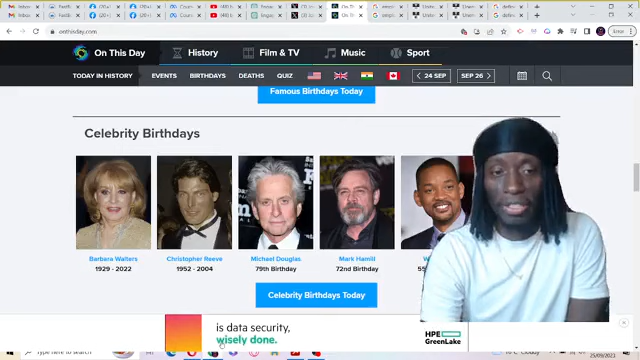 onthisday.com
On This Day
History
Film & TV
Music
Sport
TODAY IN HISTORY
EVENTS
BIRTHDAYS
DEATHS
QUIZ
24 SEP
SEP 26
Famous Birthdays Today
Celebrity Birthdays
Barbara Walters
1929 - 2022
Christopher Reeve
1952 - 2004
Michael Douglas
79th Birthday
Mark Hamill
72nd Birthday
Celebrity Birthdays Today
is data security,
wisely done.
HPE
GreenLake
Type here to search
Cloudy
25/09/2023